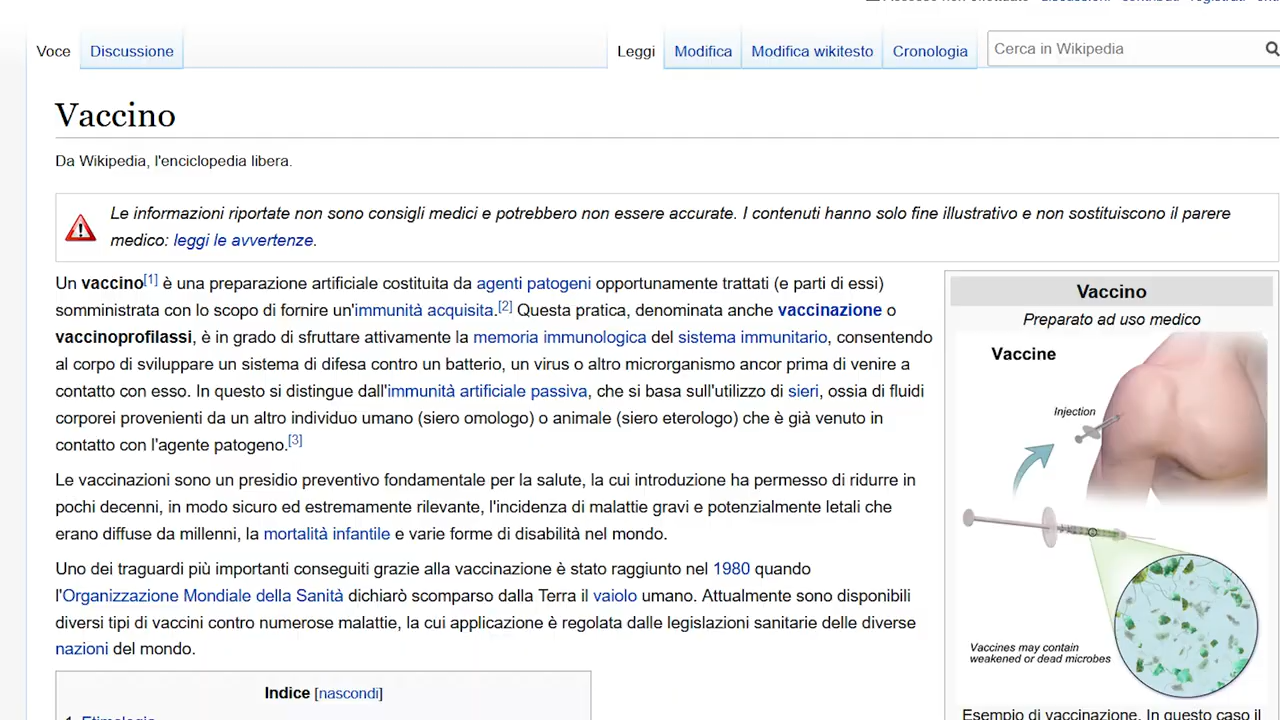 Voce Discussione Leggi Modifica Modifica wikitesto Cronologia Cerca in Wikipedia
Vaccino
Da Wikipedia, l'enciclopedia libera.
Le informazioni riportate non sono consigli medici e potrebbero non essere accurate. I contenuti hanno solo fine illustrativo e non sostituiscono il parere
medico: leggi le avvertenze.
Un vaccino[1] è una preparazione artificiale costituita da agenti patogeni opportunamente trattati (e parti di essi)
somministrata con lo scopo di fornire un'immunità acquisita.[2] Questa pratica, denominata anche vaccinazione o
vaccinoprofilassi, è in grado di sfruttare attivamente la memoria immunologica del sistema immunitario, consentendo
al corpo di sviluppare un sistema di difesa contro un batterio, un virus o altro microrganismo ancor prima di venire a
contatto con esso. In questo si distingue dall'immunità artificiale passiva, che si basa sull'utilizzo di sieri, ossia di fluidi
corporei provenienti da un altro individuo umano (siero omologo) o animale (siero eterologo) che è già venuto in
contatto con l'agente patogeno.[3]
Le vaccinazioni sono un presidio preventivo fondamentale per la salute, la cui introduzione ha permesso di ridurre in
pochi decenni, in modo sicuro ed estremamente rilevante, l'incidenza di malattie gravi e potenzialmente letali che
erano diffuse da millenni, la mortalità infantile e varie forme di disabilità nel mondo.
Uno dei traguardi più importanti conseguiti grazie alla vaccinazione è stato raggiunto nel 1980 quando
l'Organizzazione Mondiale della Sanità dichiarò scomparso dalla Terra il vaiolo umano. Attualmente sono disponibili
diversi tipi di vaccini contro numerose malattie, la cui applicazione è regolata dalle legislazioni sanitarie delle diverse
nazioni del mondo.
Indice [nascondi]
Vaccino
Preparato ad uso medico
Vaccine
Injection
Vaccines may contain
weakened or dead microbes
Esempio di vaccinazione. In questo caso il